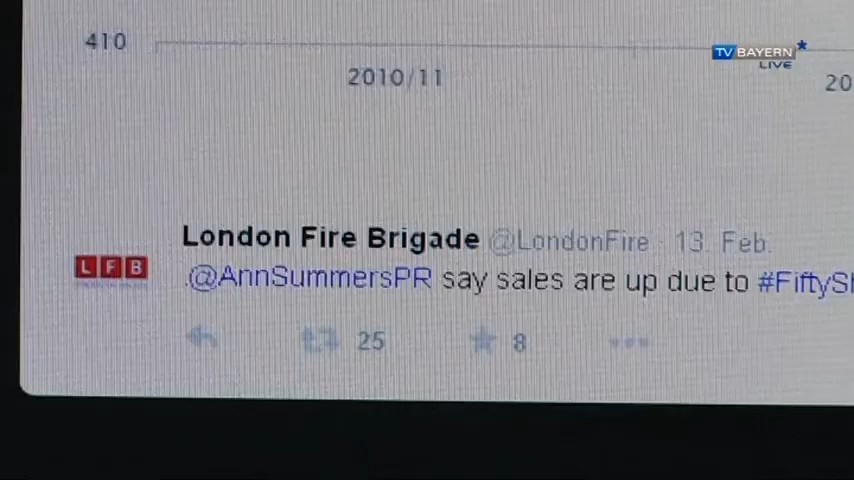 410
TV BAYERN
LIVE
2010/11
20
London Fire Brigade @LondonFire · 13. Feb.
LFB
.@AnnSummersPR say sales are up due to #FiftySh
25
8